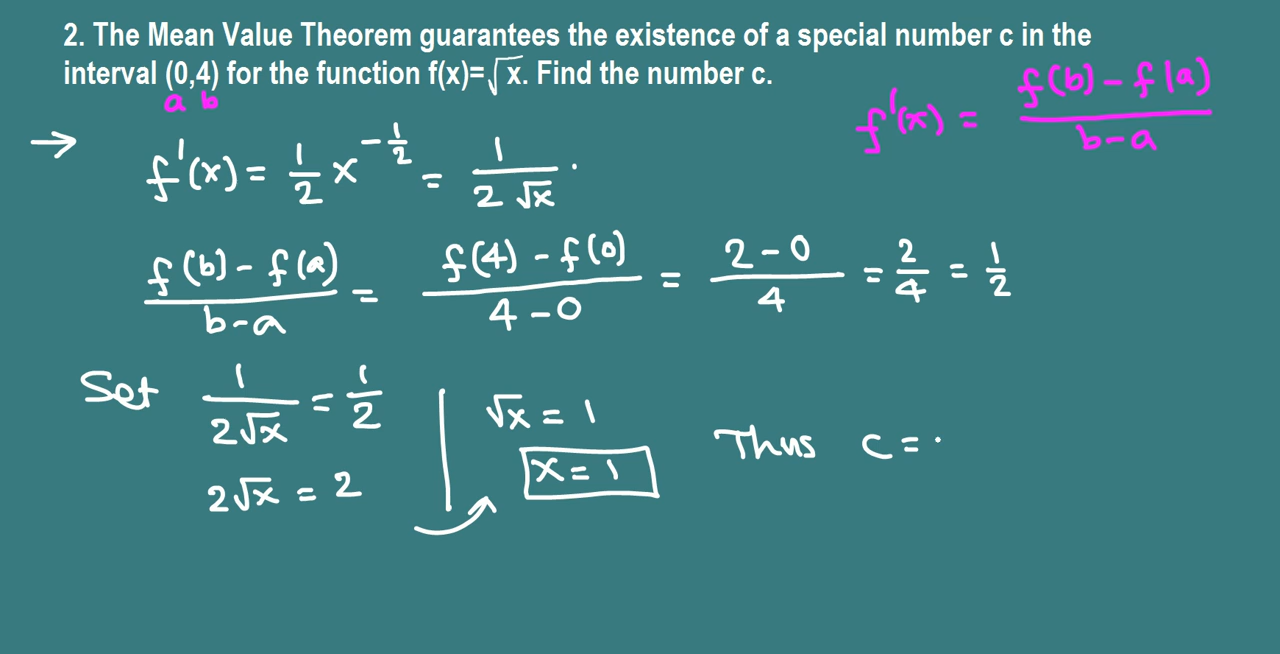 2. The Mean Value Theorem guarantees the existence of a special number c in the
interval (0,4) for the function f(x)=√x. Find the number c.
a b
f'(x) = f(b) - f(a) / b-a
→ f'(x) = 1/2 x^-1/2 = 1/2√x .
f(b) - f(a) / b-a = f(4) - f(0) / 4-0 = 2-0 / 4 = 2/4 = 1/2
Set 1/2√x = 1/2
2√x = 2
√x = 1
x = 1
Thus c = .